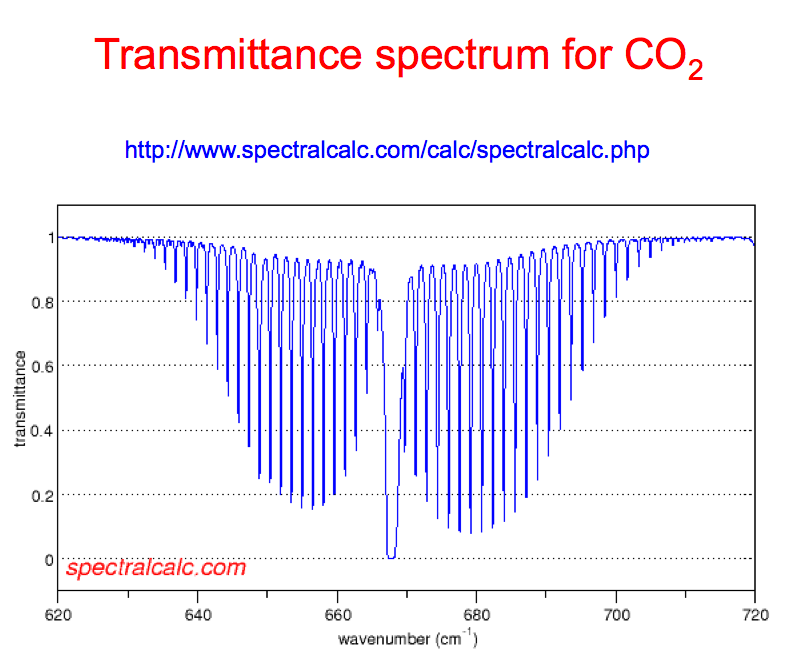 Transmittance spectrum for CO₂
http://www.spectralcalc.com/calc/spectralcalc.php
1
0.8
0.6
0.4
0.2
0
transmittance
spectralcalc.com
620 640 660 680 700 720
wavenumber (cm⁻¹)